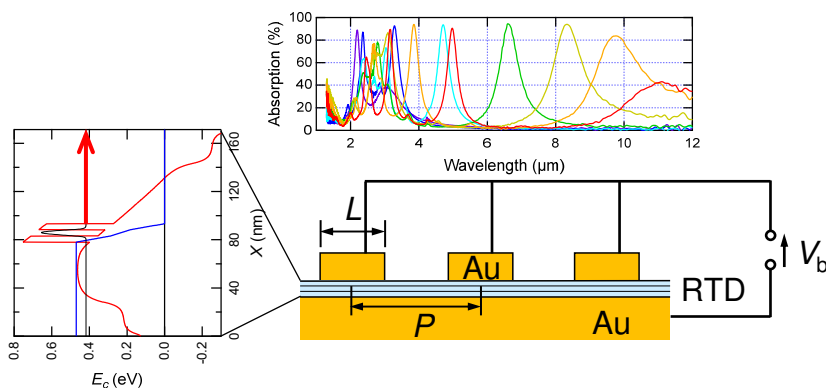 Absorption (%)
100
80
60
40
20
0
2
4
6
8
10
12
Wavelength (μm)
160
120
80
40
0
X (nm)
0.8
0.6
0.4
0.2
0.0
-0.2
E_c (eV)
L
P
Au
Au
RTD
V_b